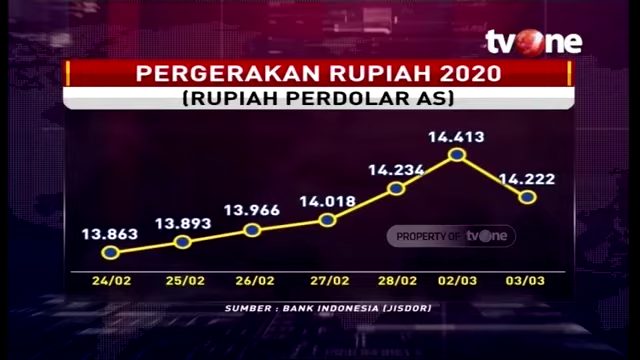 tvOne
PERGERAKAN RUPIAH 2020
(RUPIAH PERDOLAR AS)
13.863
13.893
13.966
14.018
14.234
14.413
14.222
PROPERTY OF tvOne
24/02 25/02 26/02 27/02 28/02 02/03 03/03
SUMBER : BANK INDONESIA (JISDOR)